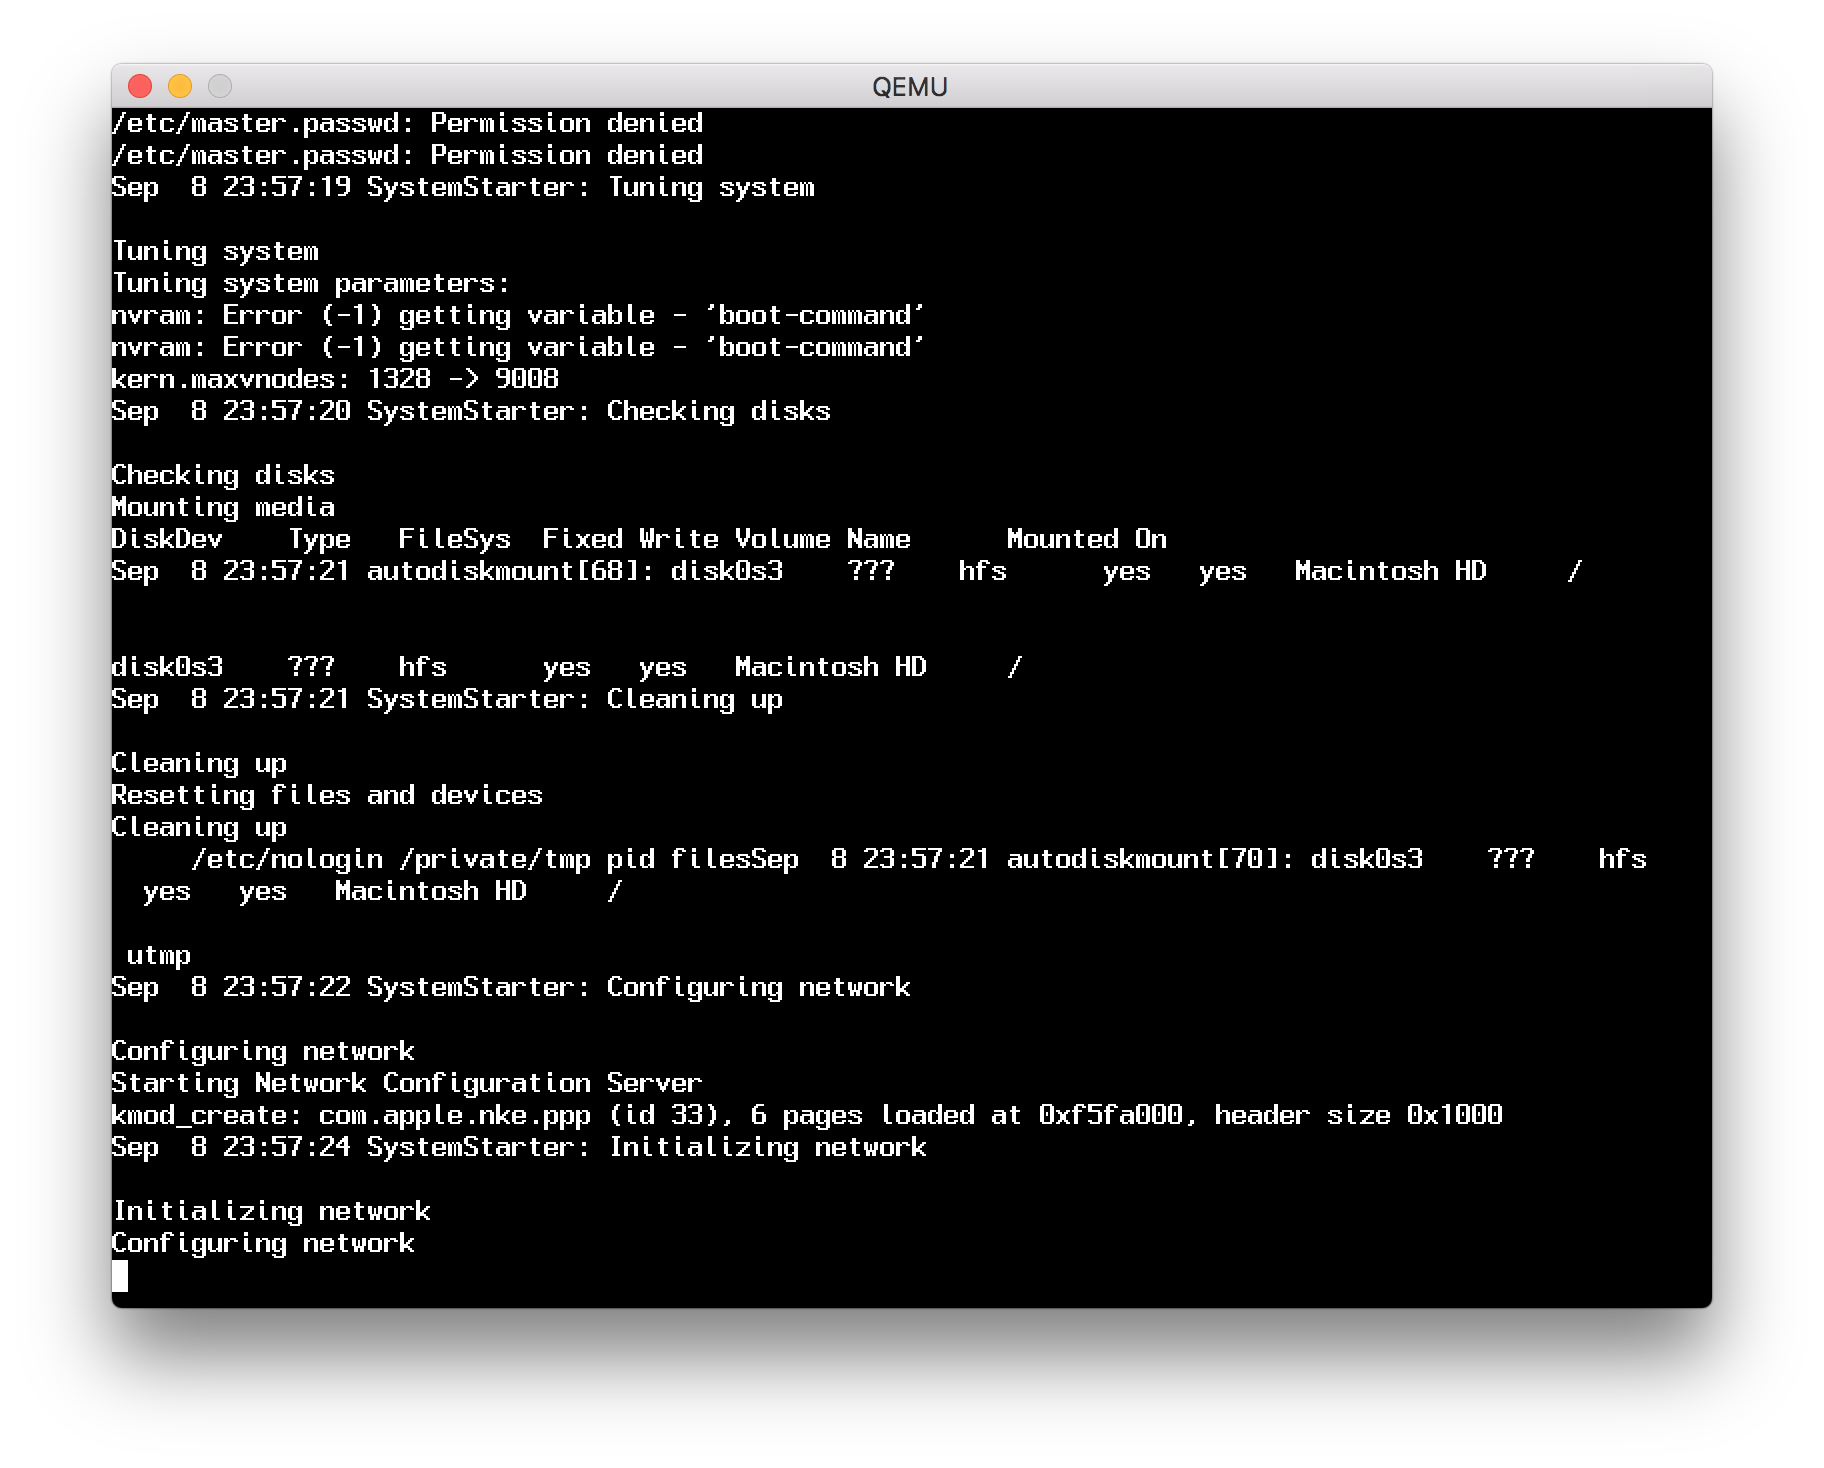 QEMU
/etc/master.passwd: Permission denied
/etc/master.passwd: Permission denied
Sep  8 23:57:19 SystemStarter: Tuning system
Tuning system
Tuning system parameters:
nvram: Error (-1) getting variable - 'boot-command'
nvram: Error (-1) getting variable - 'boot-command'
kern.maxvnodes: 1328 -> 9008
Sep  8 23:57:20 SystemStarter: Checking disks
Checking disks
Mounting media
DiskDev    Type   FileSys  Fixed Write Volume Name      Mounted On
Sep  8 23:57:21 autodiskmount[68]: disk0s3    ???    hfs      yes   yes   Macintosh HD     /
disk0s3    ???    hfs      yes   yes   Macintosh HD     /
Sep  8 23:57:21 SystemStarter: Cleaning up
Cleaning up
Resetting files and devices
Cleaning up
     /etc/nologin /private/tmp pid filesSep  8 23:57:21 autodiskmount[70]: disk0s3    ???    hfs
  yes   yes   Macintosh HD     /
 utmp
Sep  8 23:57:22 SystemStarter: Configuring network
Configuring network
Starting Network Configuration Server
kmod_create: com.apple.nke.ppp (id 33), 6 pages loaded at 0xf5fa000, header size 0x1000
Sep  8 23:57:24 SystemStarter: Initializing network
Initializing network
Configuring network